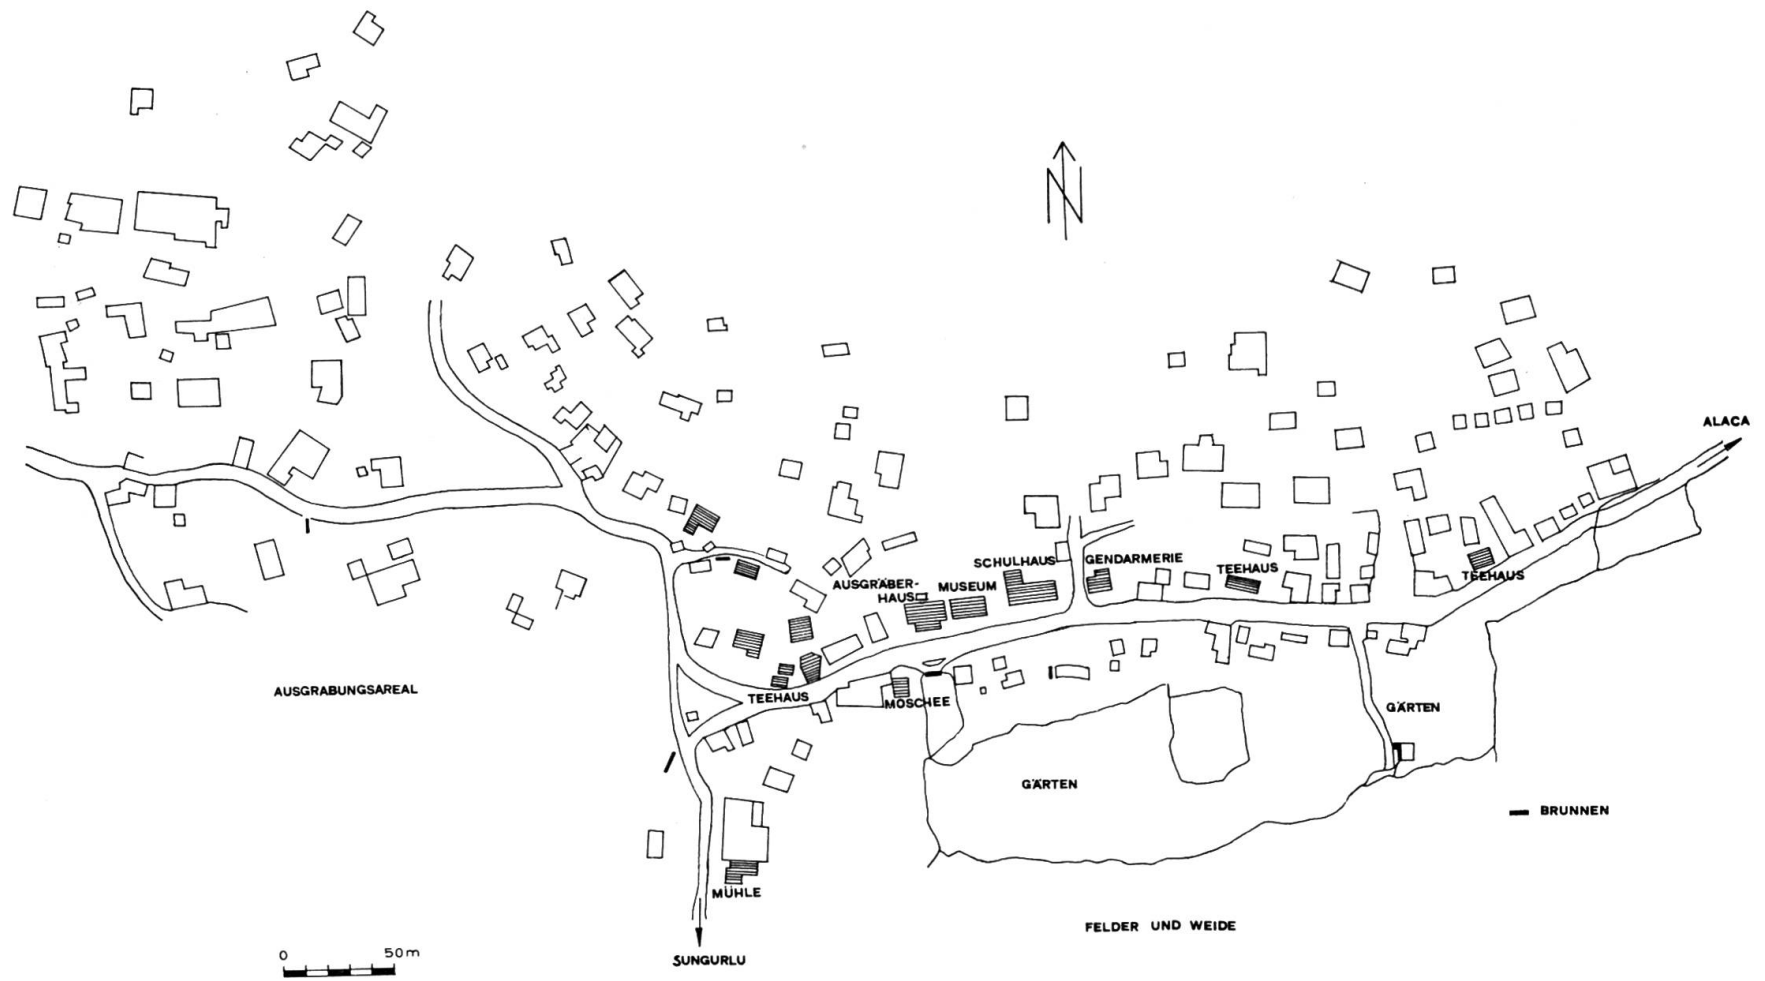 N
ALACA
SCHULHAUS
GENDARMERIE
TEEHAUS
TEEHAUS
AUSGRÄBER-
HAUS
MUSEUM
AUSGRABUNGSAREAL
TEEHAUS
MOSCHEE
GÄRTEN
GÄRTEN
BRUNNEN
MÜHLE
FELDER UND WEIDE
0 50m
SUNGURLU